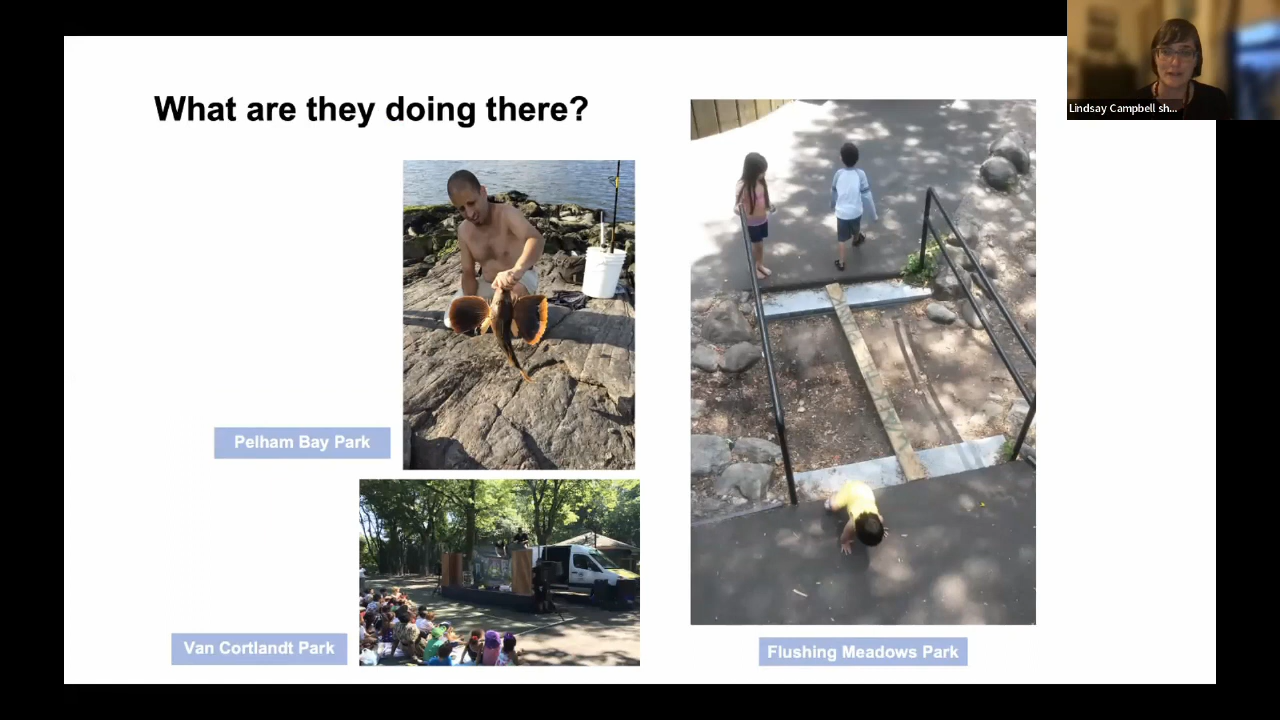 What are they doing there?
Lindsay Campbell sh...
Pelham Bay Park
Van Cortlandt Park
Flushing Meadows Park